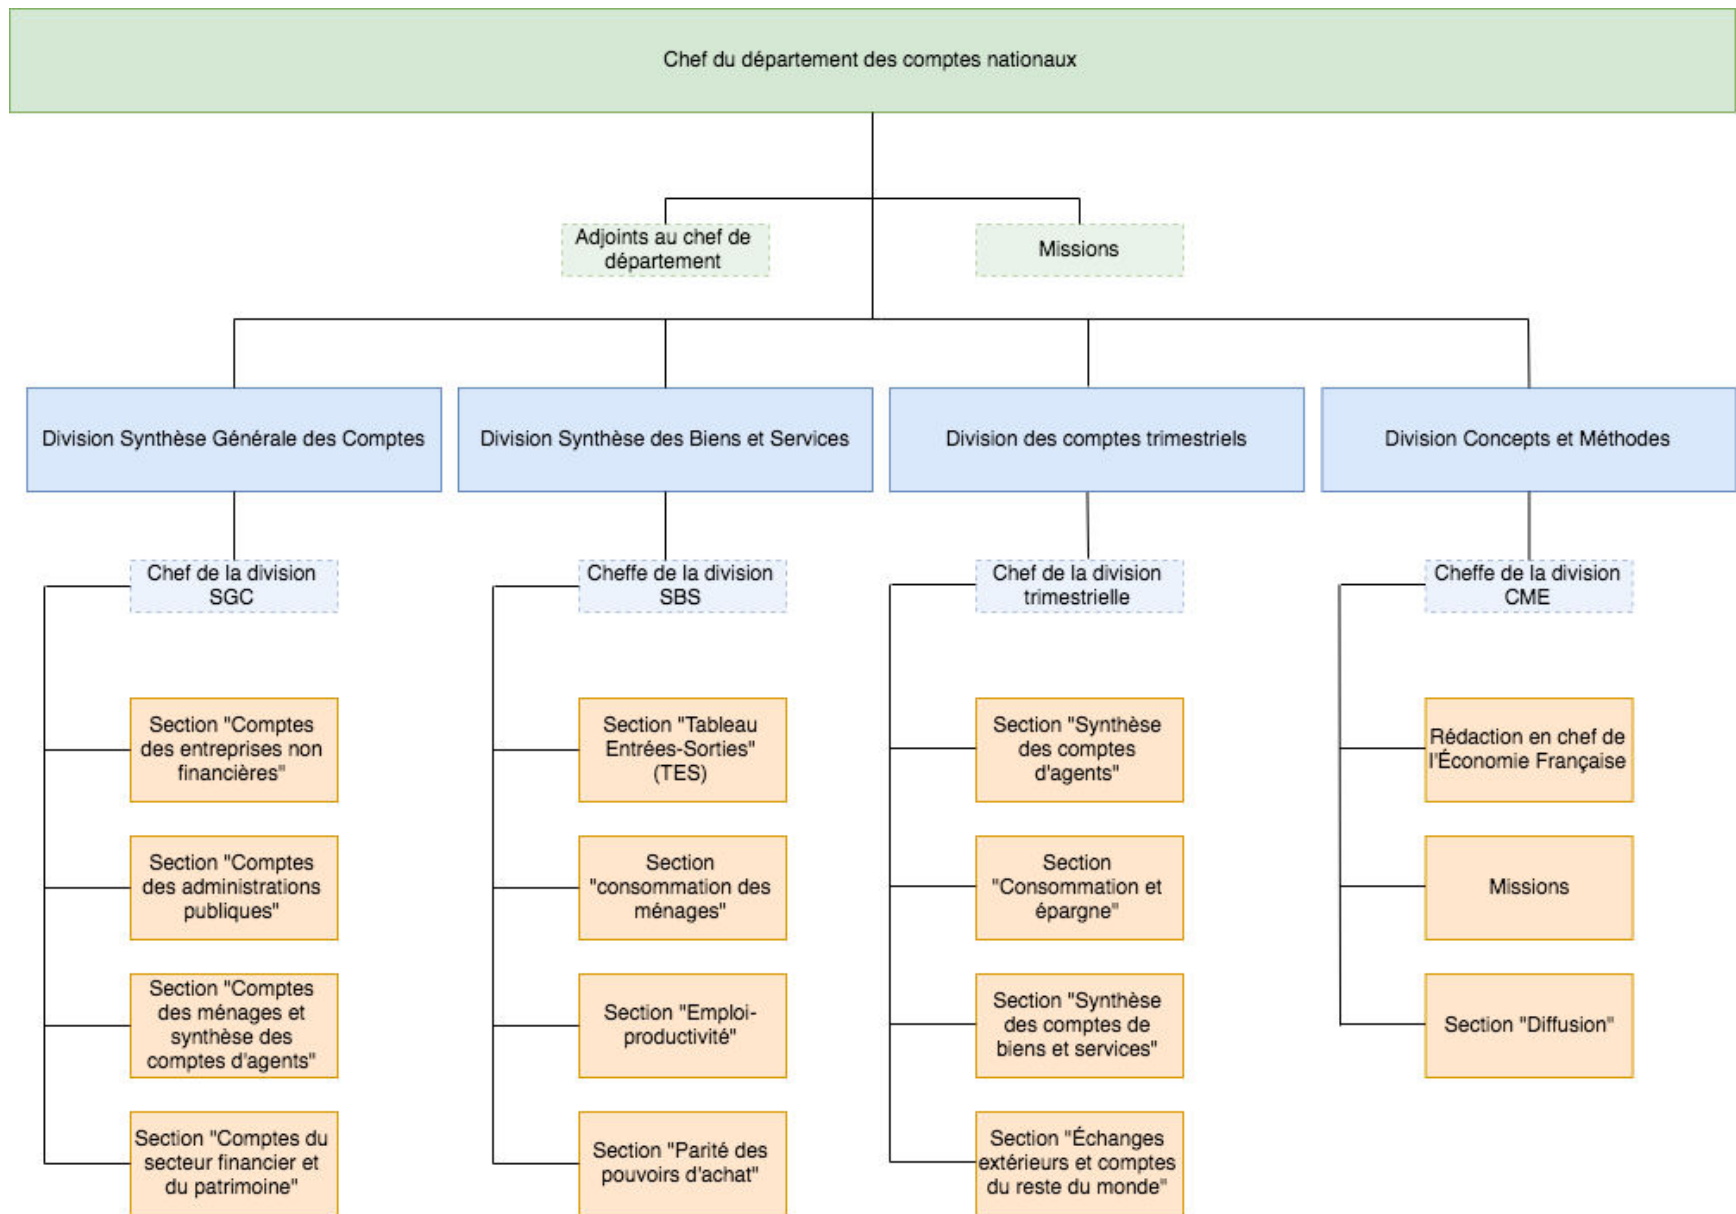 Chef du département des comptes nationaux
Adjoints au chef de
département
Missions
Division Synthèse Générale des Comptes
Division Synthèse des Biens et Services
Division des comptes trimestriels
Division Concepts et Méthodes
Chef de la division
SGC
Cheffe de la division
SBS
Chef de la division
trimestrielle
Cheffe de la division
CME
Section "Comptes
des entreprises non
financières"
Section "Tableau
Entrées-Sorties"
(TES)
Section "Synthèse
des comptes
d'agents"
Rédaction en chef de
l'Économie Française
Section "Comptes
des administrations
publiques"
Section
"consommation des
ménages"
Section
"Consommation et
épargne"
Missions
Section "Comptes
des ménages et
synthèse des
comptes d'agents"
Section "Emploi-
productivité"
Section "Synthèse
des comptes de
biens et services"
Section "Diffusion"
Section "Comptes du
secteur financier et
du patrimoine"
Section "Parité des
pouvoirs d'achat"
Section "Échanges
extérieurs et comptes
du reste du monde"